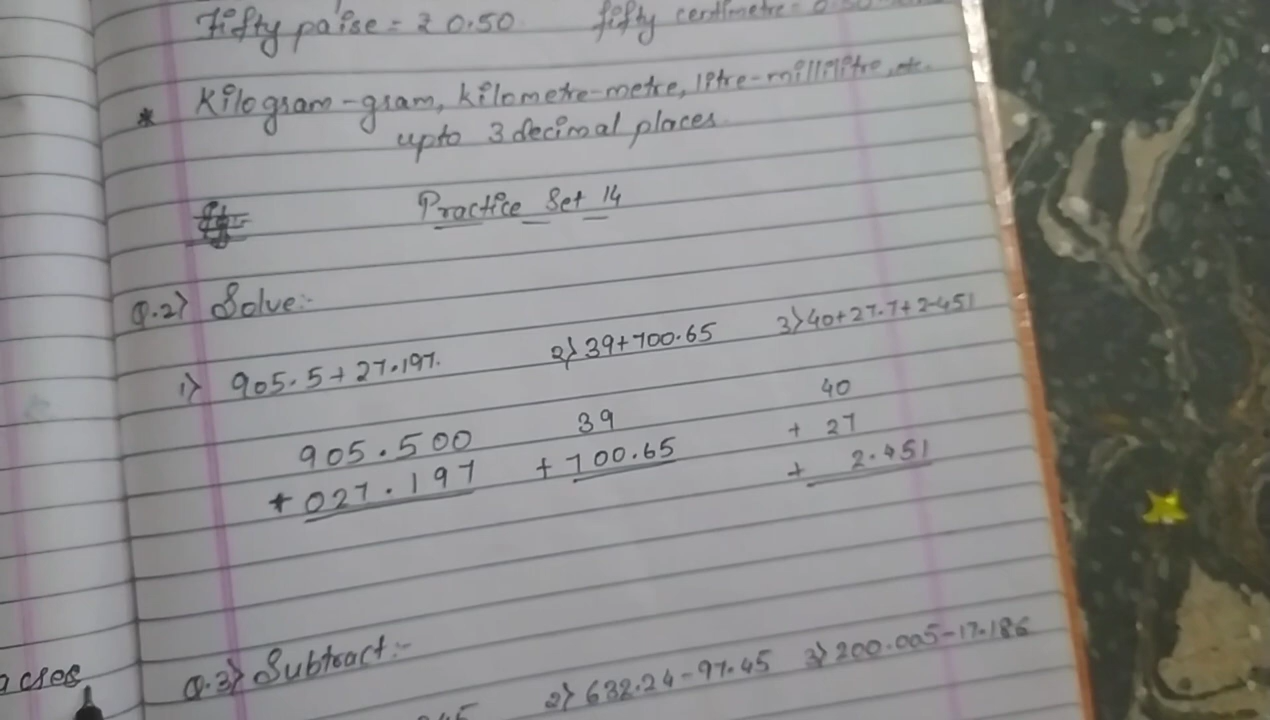 Fifty paise = ₹ 0.50 fifty centimetre =
* Kilogram-gram, kilometre-metre, litre-millilitre, etc.
upto 3 decimal places
Practice Set 14
Q.2) Solve:-
1) 905.5+27.197. 2) 39+700.65 3) 40+27.7+2.451
905.500 39 40
+ 027.197 + 700.65 + 27
+ 2.451
acres
Q.3) Subtract:-
2) 632.24-97.45 3) 200.005-17.186